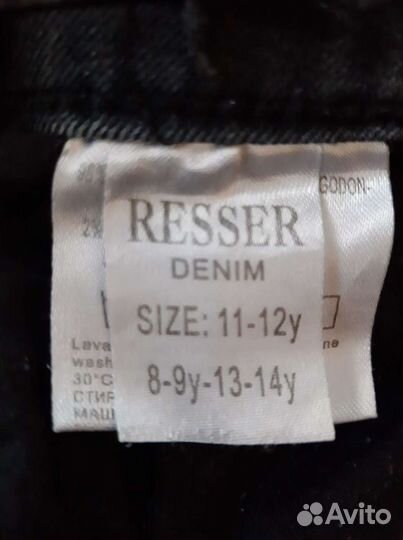 RESSER
DENIM
SIZE: 11-12y
8-9y-13-14y
GODON-
Lava
wash
30°C
СТИР
МАШ
ne
Avito